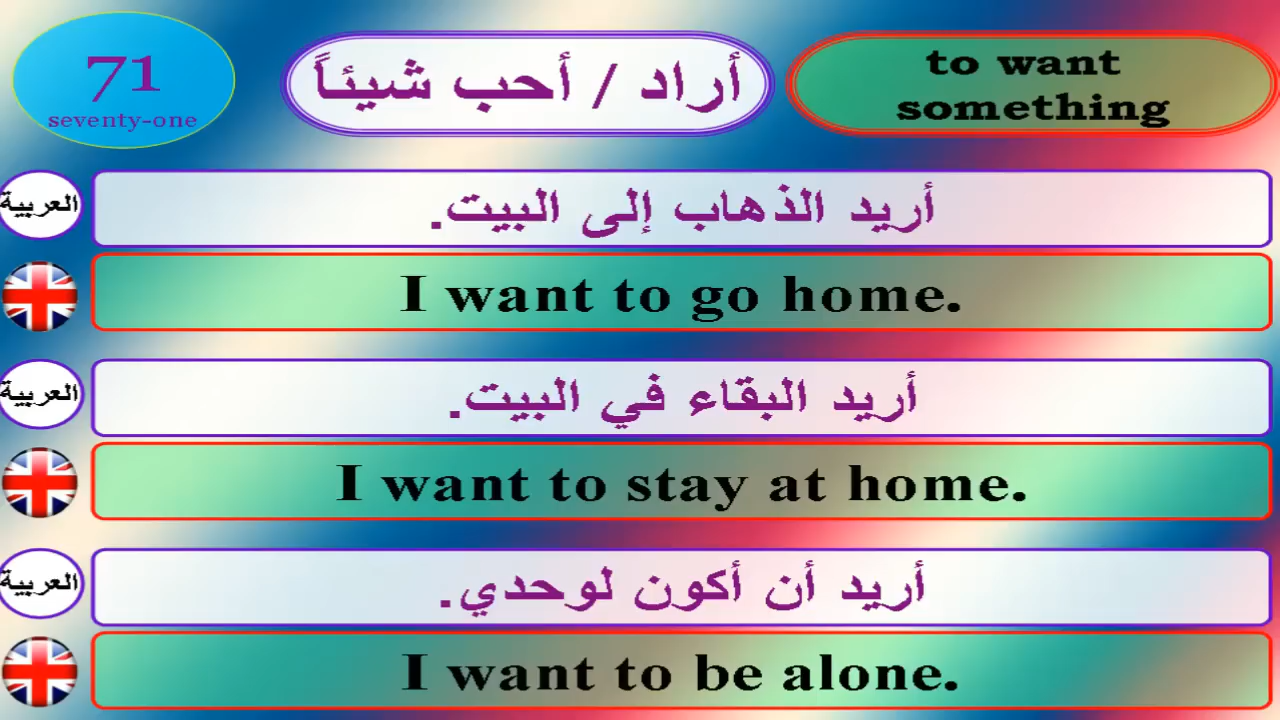 71
seventy-one
أراد / أحب شيئاً
to want
something
العربية
أريد الذهاب إلى البيت.
I want to go home.
العربية
أريد البقاء في البيت.
I want to stay at home.
العربية
أريد أن أكون لوحدي.
I want to be alone.